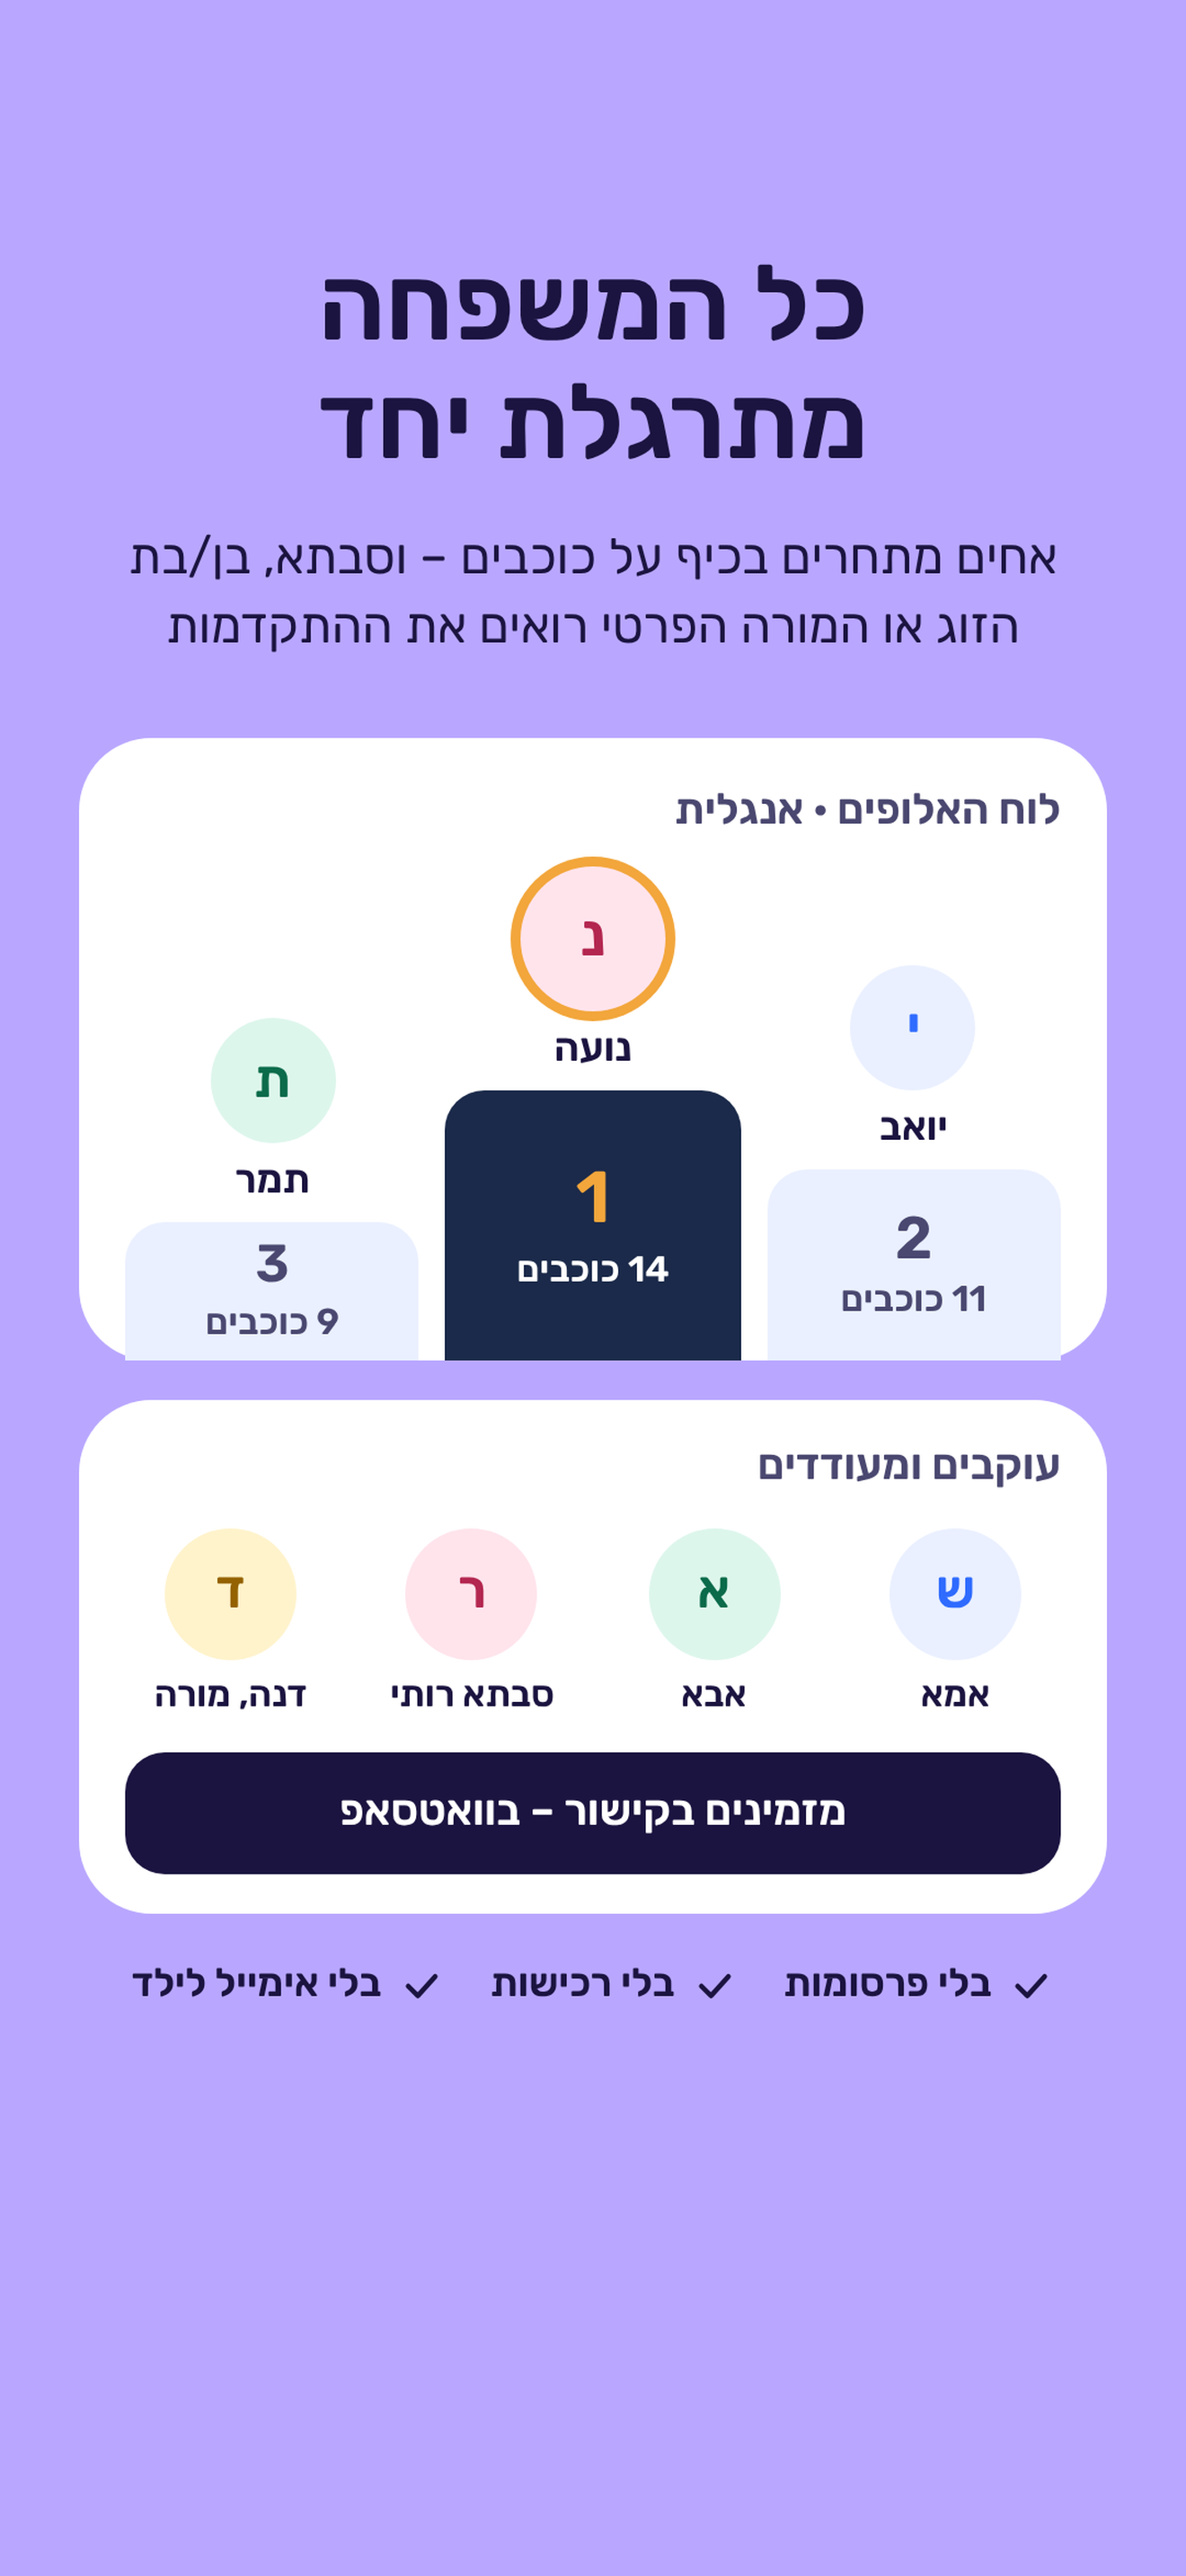 כל המשפחה
מתרגלת יחד
אחים מתחרים בכיף על כוכבים – וסבתא, בן/בת
הזוג או המורה הפרטי רואים את ההתקדמות
לוח האלופים • אנגלית
נ
נועה
1
14 כוכבים
י
יואב
2
11 כוכבים
ת
תמר
3
9 כוכבים
עוקבים ומעודדים
ש
אמא
א
אבא
ר
סבתא רותי
ד
דנה, מורה
מזמינים בקישור – בוואטסאפ
✓ בלי פרסומות ✓ בלי רכישות ✓ בלי אימייל לילד